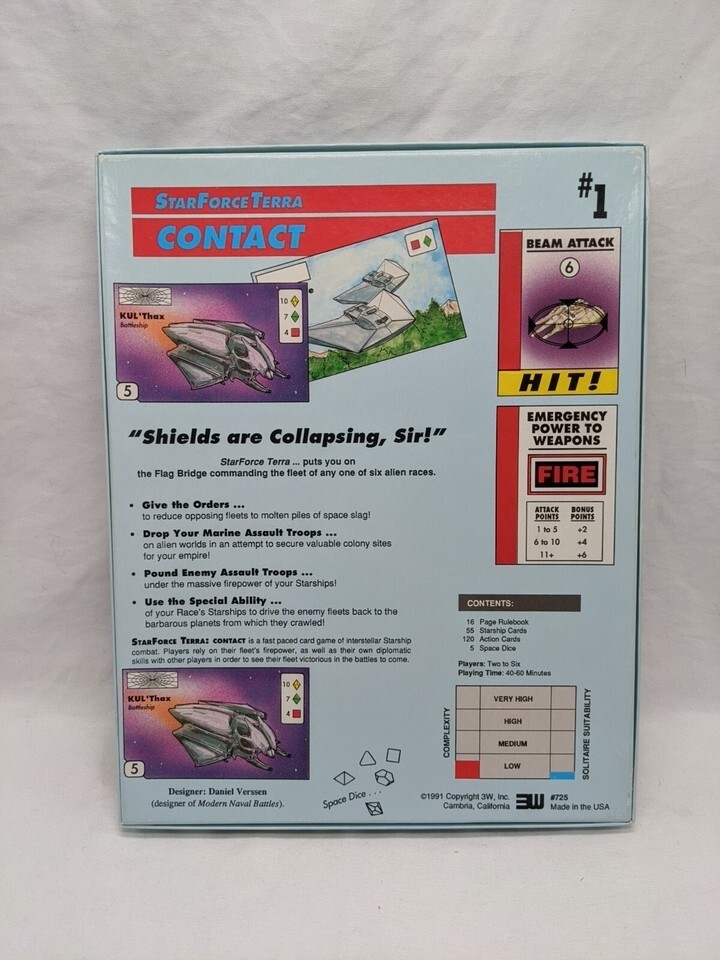 StarForce Terra
CONTACT
#1
BEAM ATTACK
6
HIT!
KUL'Thax
Battleship
10
7
4
5
EMERGENCY
POWER TO
WEAPONS
FIRE
ATTACK POINTS BONUS POINTS
1 to 5 +2
6 to 10 +4
11+ +6
"Shields are Collapsing, Sir!"
StarForce Terra ... puts you on
the Flag Bridge commanding the fleet of any one of six alien races.
• Give the Orders ...
to reduce opposing fleets to molten piles of space slag!
• Drop Your Marine Assault Troops ...
on alien worlds in an attempt to secure valuable colony sites
for your empire!
• Pound Enemy Assault Troops ...
under the massive firepower of your Starships!
• Use the Special Ability ...
of your Race's Starships to drive the enemy fleets back to the
barbarous planets from which they crawled!
StarForce Terra: contact is a fast paced card game of interstellar Starship
combat. Players rely on their fleet's firepower, as well as their own diplomatic
skills with other players in order to see their fleet victorious in the battles to come.
CONTENTS:
16 Page Rulebook
55 Starship Cards
120 Action Cards
5 Space Dice
Players: Two to Six
Playing Time: 40-60 Minutes
KUL'Thax
Battleship
10
7
4
5
COMPLEXITY
VERY HIGH
HIGH
MEDIUM
LOW
SOLITAIRE SUITABILITY
Designer: Daniel Verssen
(designer of Modern Naval Battles).
Space Dice . . .
©1991 Copyright 3W, Inc.
Cambria, California
3W
#725
Made in the USA